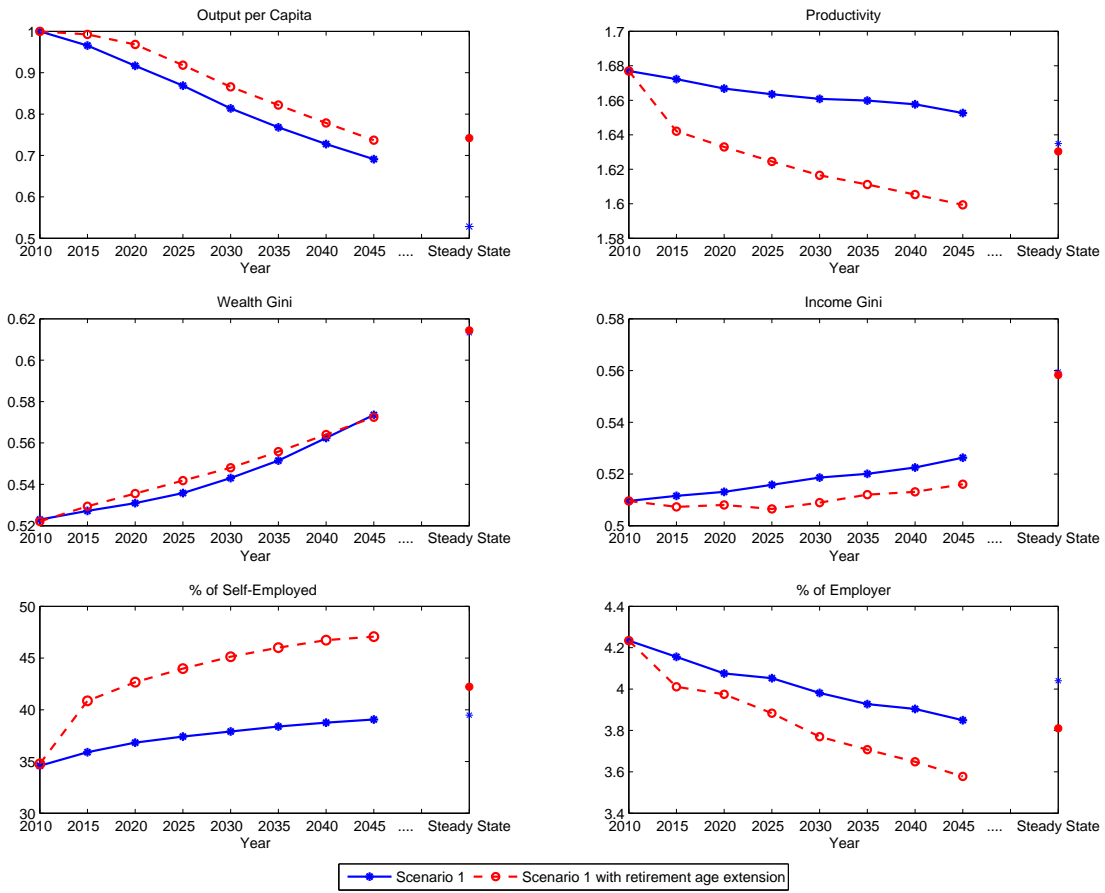 Output per Capita
1
0.9
0.8
0.7
0.6
0.5
2010 2015 2020 2025 2030 2035 2040 2045 .... Steady State
Year
Productivity
1.7
1.68
1.66
1.64
1.62
1.6
1.58
2010 2015 2020 2025 2030 2035 2040 2045 .... Steady State
Year
Wealth Gini
0.62
0.6
0.58
0.56
0.54
0.52
2010 2015 2020 2025 2030 2035 2040 2045 .... Steady State
Year
Income Gini
0.58
0.56
0.54
0.52
0.5
2010 2015 2020 2025 2030 2035 2040 2045 .... Steady State
Year
% of Self-Employed
50
45
40
35
30
2010 2015 2020 2025 2030 2035 2040 2045 .... Steady State
Year
% of Employer
4.4
4.2
4
3.8
3.6
3.4
2010 2015 2020 2025 2030 2035 2040 2045 .... Steady State
Year
Scenario 1 Scenario 1 with retirement age extension